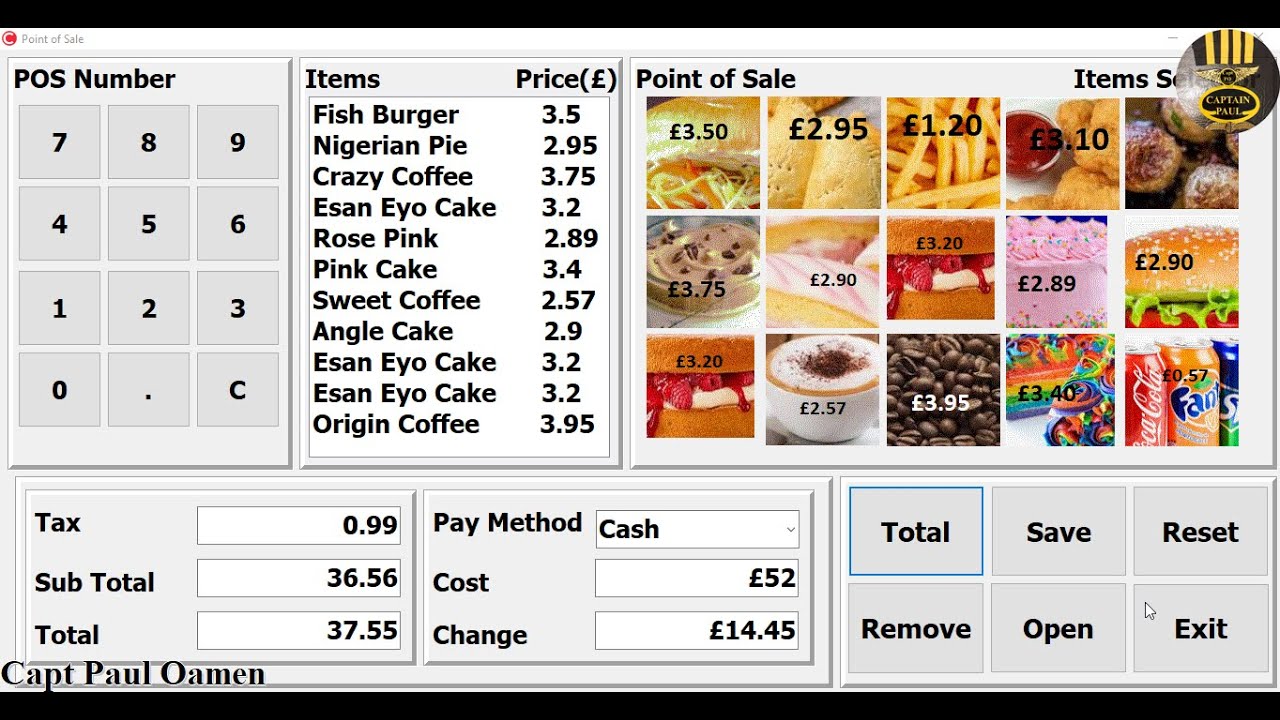 Point of Sale
POS Number
7 8 9
4 5 6
1 2 3
0 . C
Items Price(£)
Fish Burger 3.5
Nigerian Pie 2.95
Crazy Coffee 3.75
Esan Eyo Cake 3.2
Rose Pink 2.89
Pink Cake 3.4
Sweet Coffee 2.57
Angle Cake 2.9
Esan Eyo Cake 3.2
Esan Eyo Cake 3.2
Origin Coffee 3.95
Point of Sale Items
CAPTAIN
PAUL
£3.50 £2.95 £1.20 £3.10
£3.75 £2.90 £3.20 £2.89 £2.90
£3.20 £2.57 £3.95 £3.40 £0.57
Coca-Cola
Fanta
Tax 0.99
Sub Total 36.56
Total 37.55
Pay Method Cash
Cost £52
Change £14.45
Total Save Reset
Remove Open Exit
Capt Paul Oamen